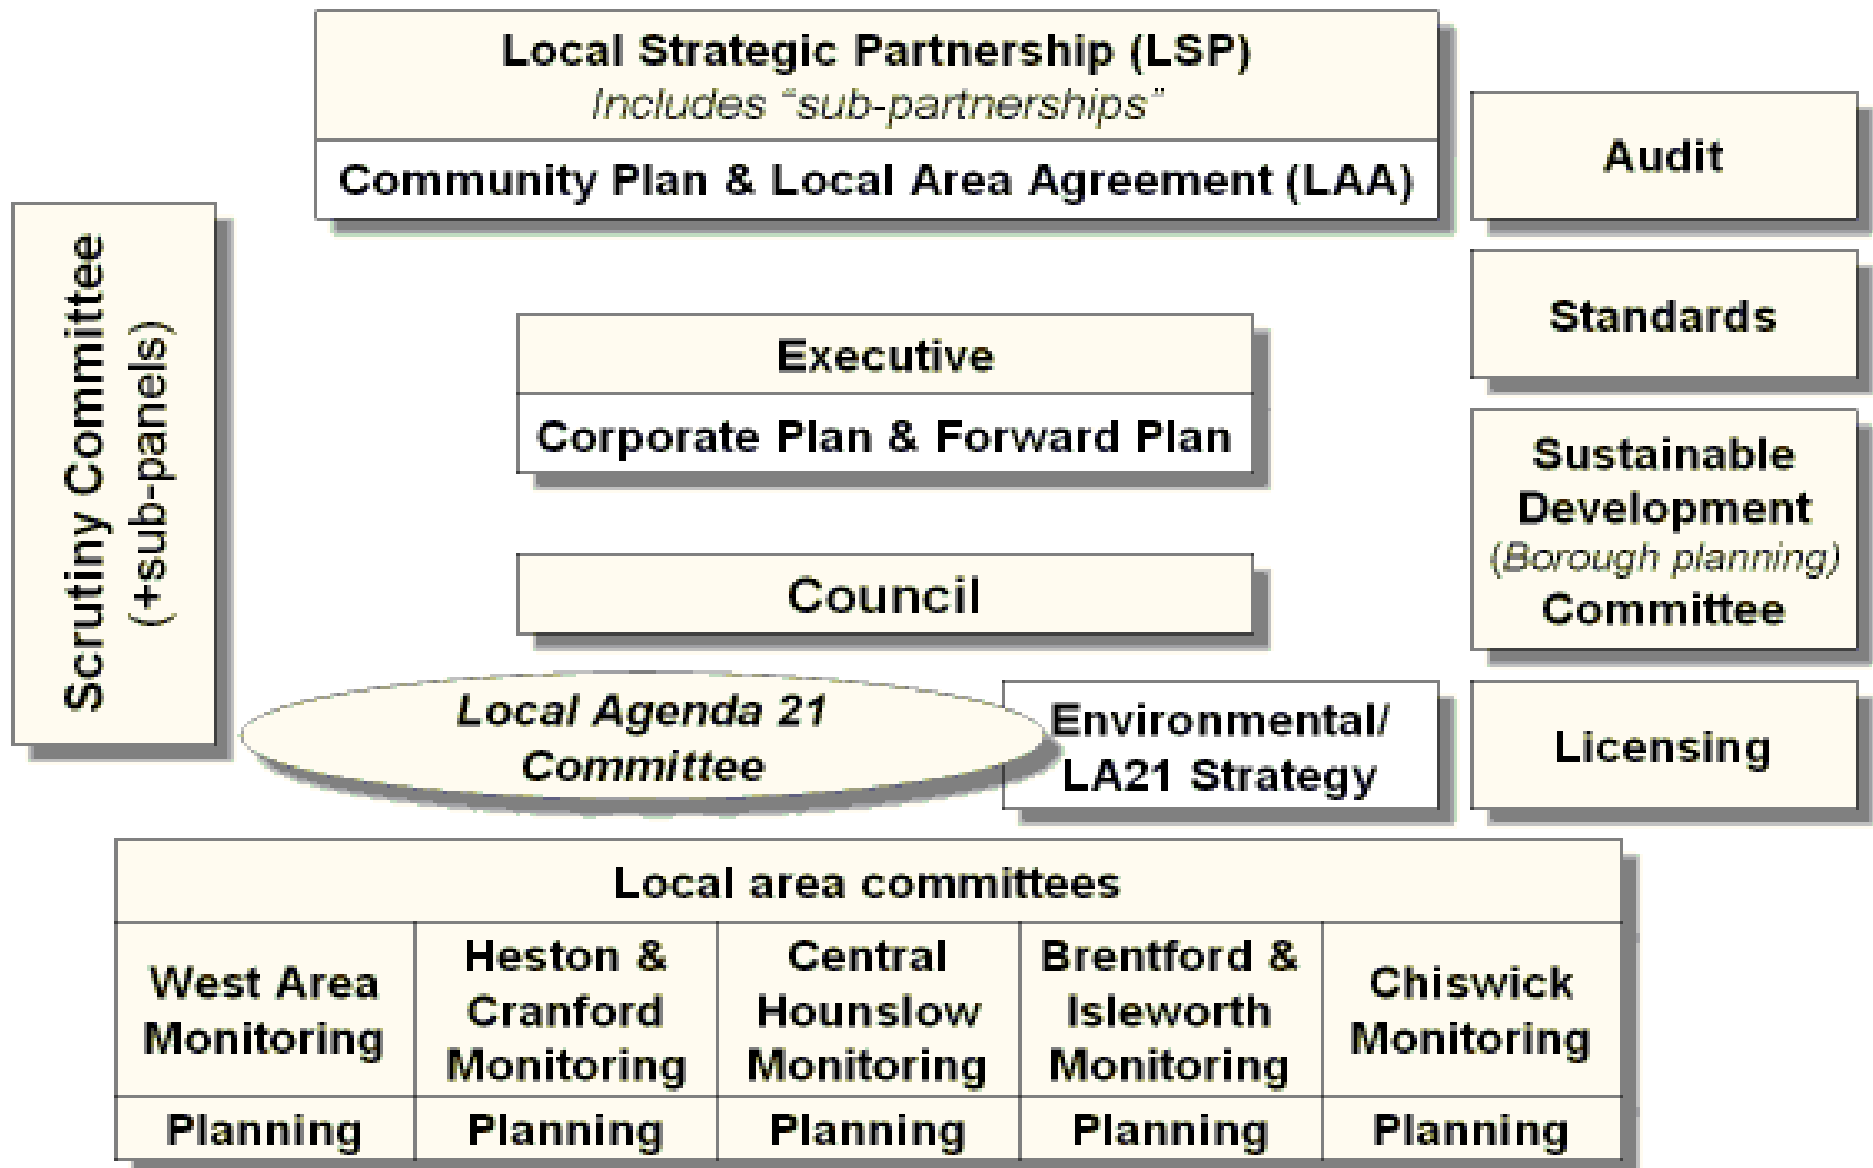 Local Strategic Partnership (LSP)
Includes “sub-partnerships”
Community Plan & Local Area Agreement (LAA)
Audit
Standards
Scrutiny Committee
(+sub-panels)
Executive
Corporate Plan & Forward Plan
Sustainable
Development
(Borough planning)
Committee
Council
Local Agenda 21
Committee
Environmental/
LA21 Strategy
Licensing
Local area committees
West Area
Monitoring
Heston &
Cranford
Monitoring
Central
Hounslow
Monitoring
Brentford &
Isleworth
Monitoring
Chiswick
Monitoring
Planning
Planning
Planning
Planning
Planning